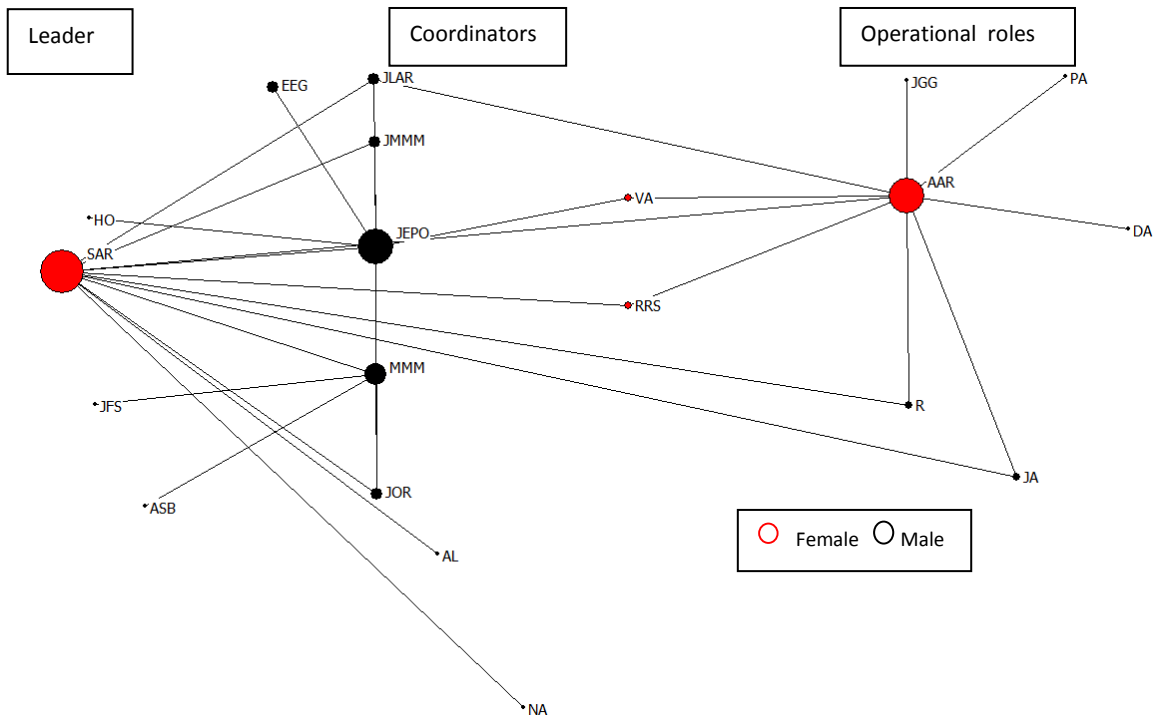 Leader
Coordinators
Operational roles
EEG
JLAR
JGG
PA
JMMM
AAR
VA
HO
JEPO
DA
SAR
RRS
MMM
JFS
R
JA
JOR
ASB
Female
Male
AL
NA